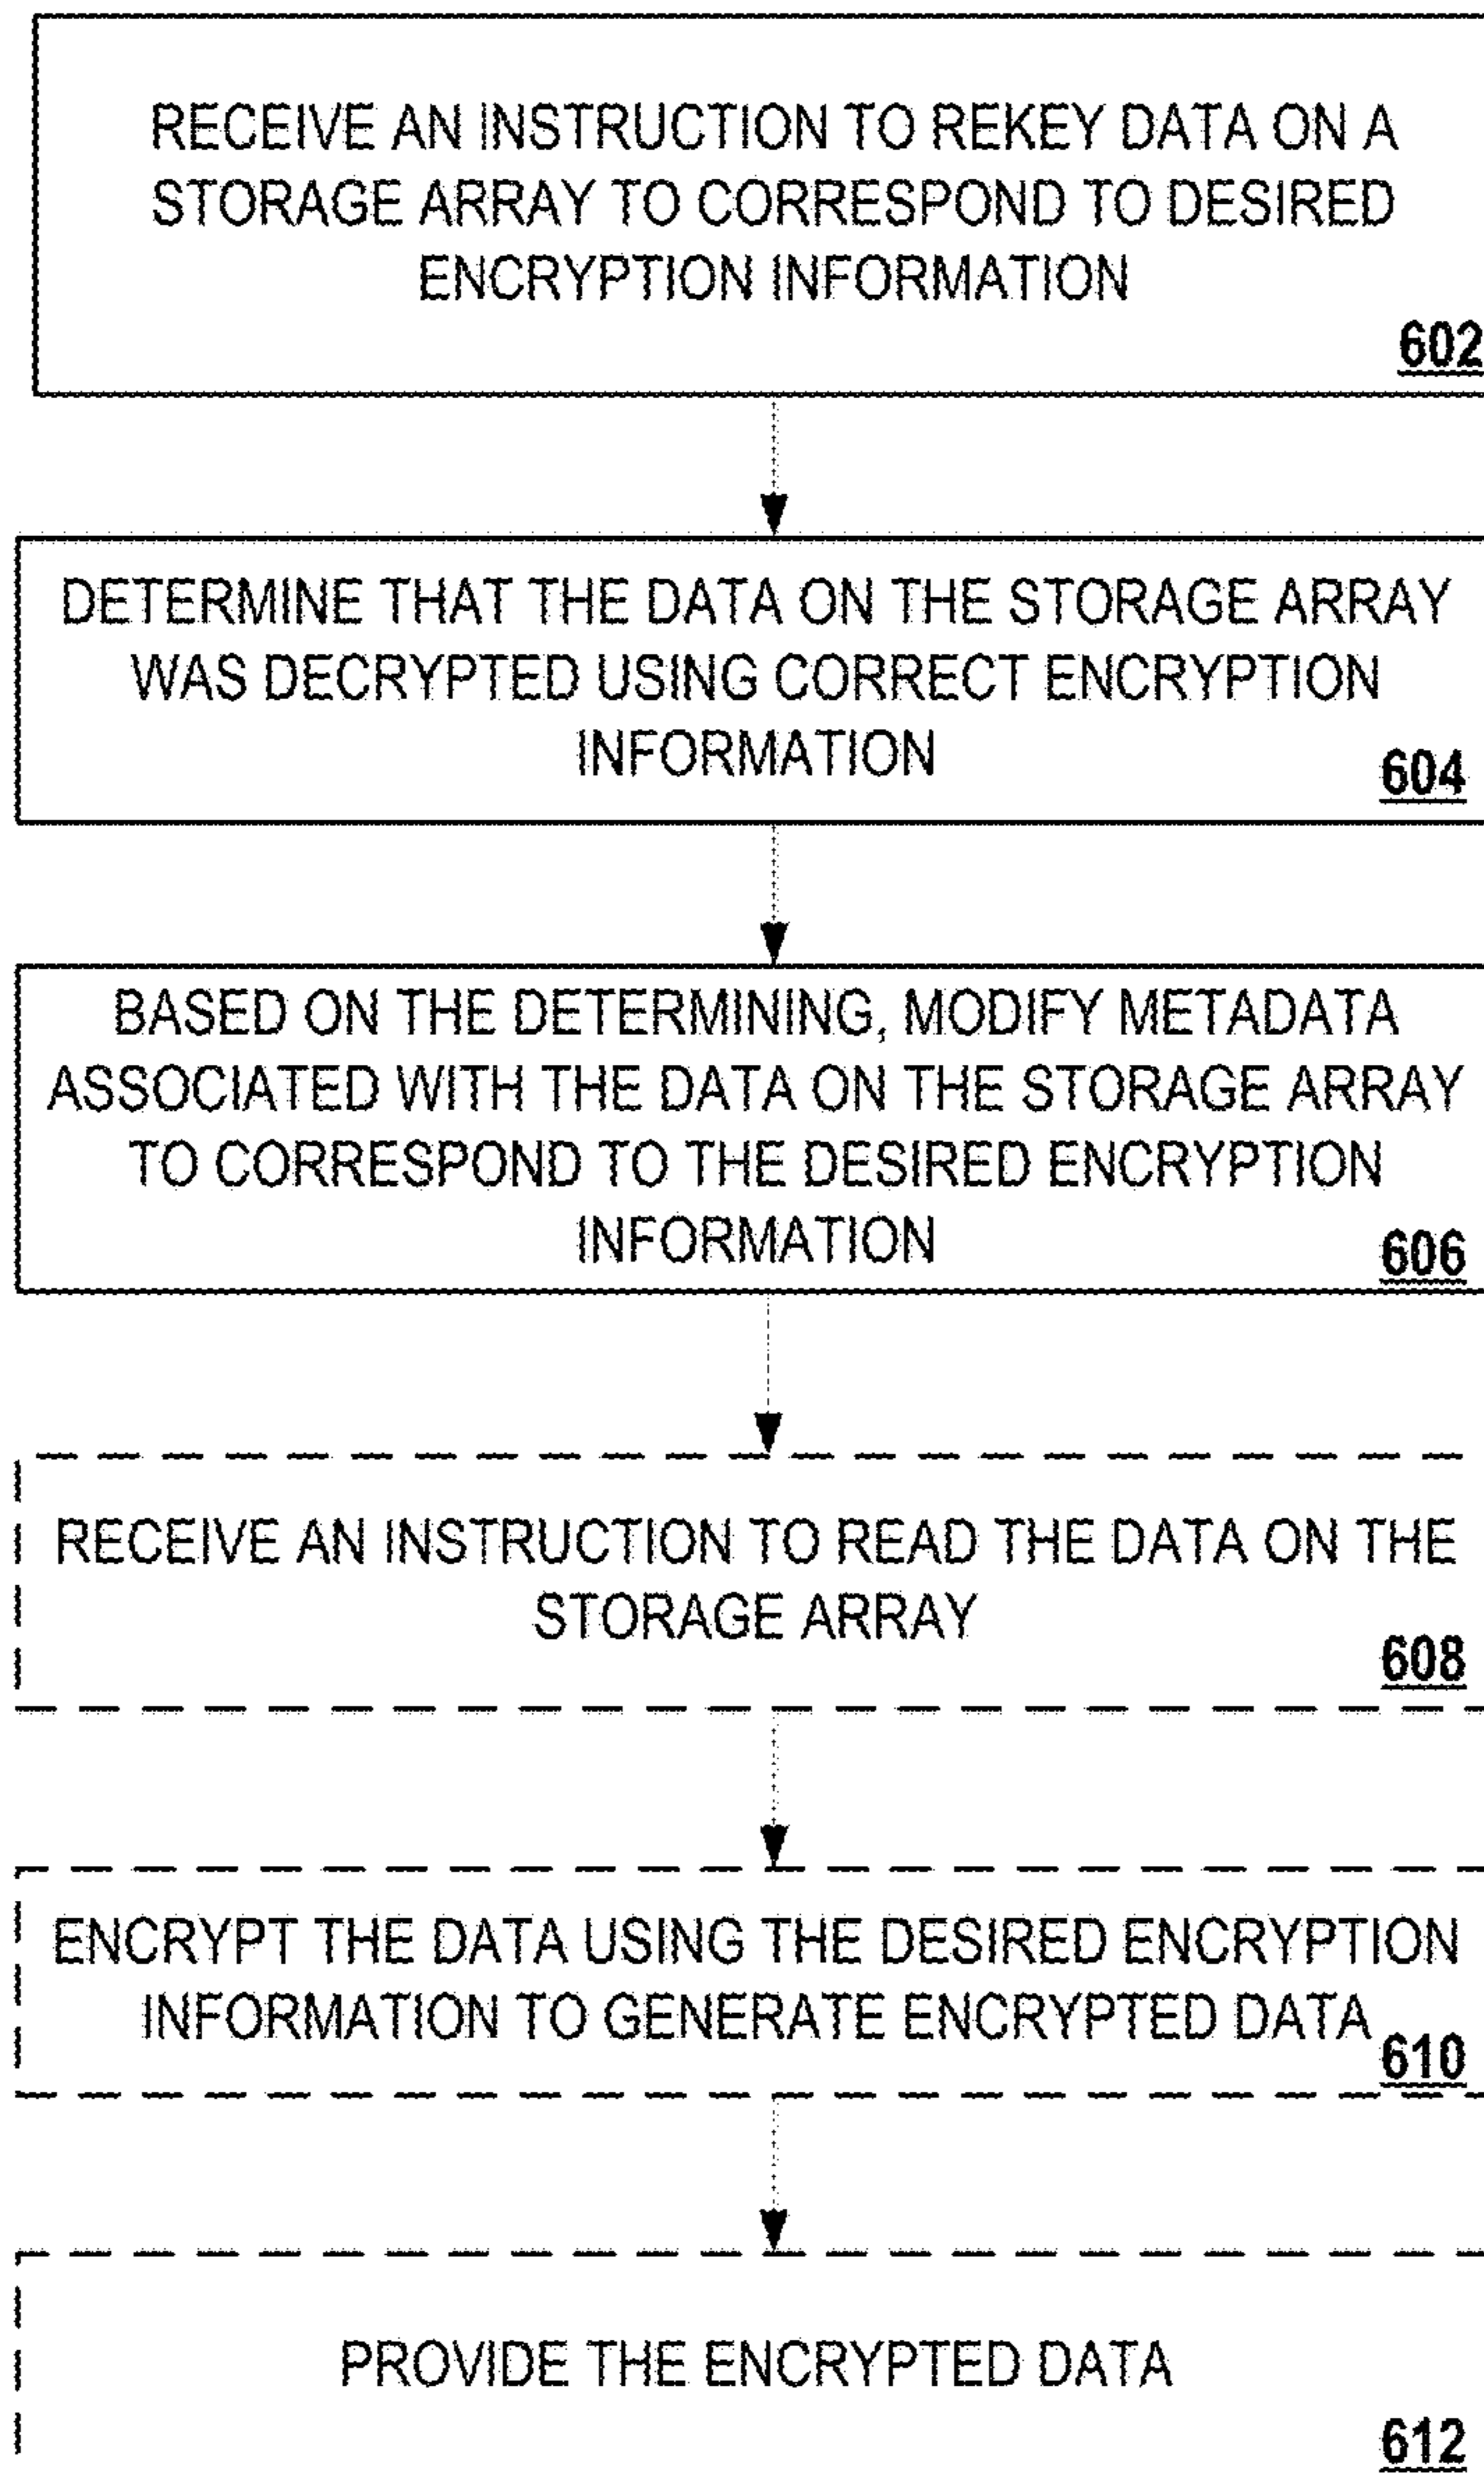 RECEIVE AN INSTRUCTION TO REKEY DATA ON A
STORAGE ARRAY TO CORRESPOND TO DESIRED
ENCRYPTION INFORMATION
602
DETERMINE THAT THE DATA ON THE STORAGE ARRAY
WAS DECRYPTED USING CORRECT ENCRYPTION
INFORMATION
604
BASED ON THE DETERMINING, MODIFY METADATA
ASSOCIATED WITH THE DATA ON THE STORAGE ARRAY
TO CORRESPOND TO THE DESIRED ENCRYPTION
INFORMATION
606
RECEIVE AN INSTRUCTION TO READ THE DATA ON THE
STORAGE ARRAY
608
ENCRYPT THE DATA USING THE DESIRED ENCRYPTION
INFORMATION TO GENERATE ENCRYPTED DATA
610
PROVIDE THE ENCRYPTED DATA
612